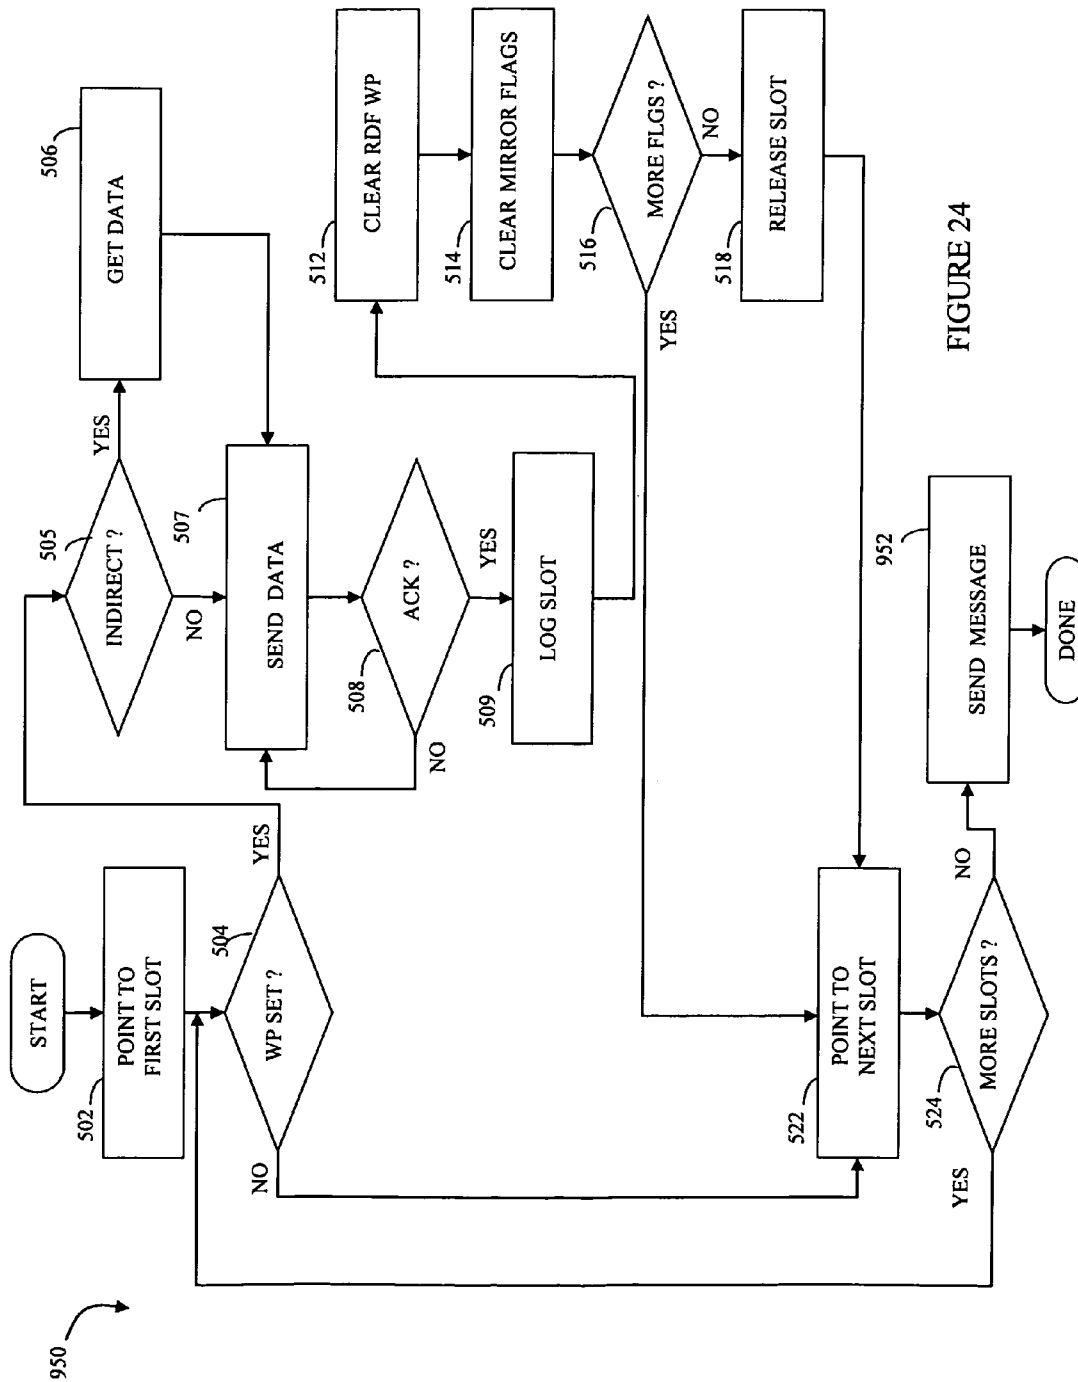 950
START
502
POINT TO
FIRST SLOT
504
WP SET ?
YES
NO
505
INDIRECT ?
YES
NO
506
GET DATA
507
SEND DATA
508
ACK ?
NO
YES
509
LOG SLOT
512
CLEAR RDF WP
514
CLEAR MIRROR FLAGS
516
MORE FLGS ?
YES
NO
518
RELEASE SLOT
522
POINT TO
NEXT SLOT
524
MORE SLOTS ?
YES
NO
952
SEND MESSAGE
DONE
FIGURE 24